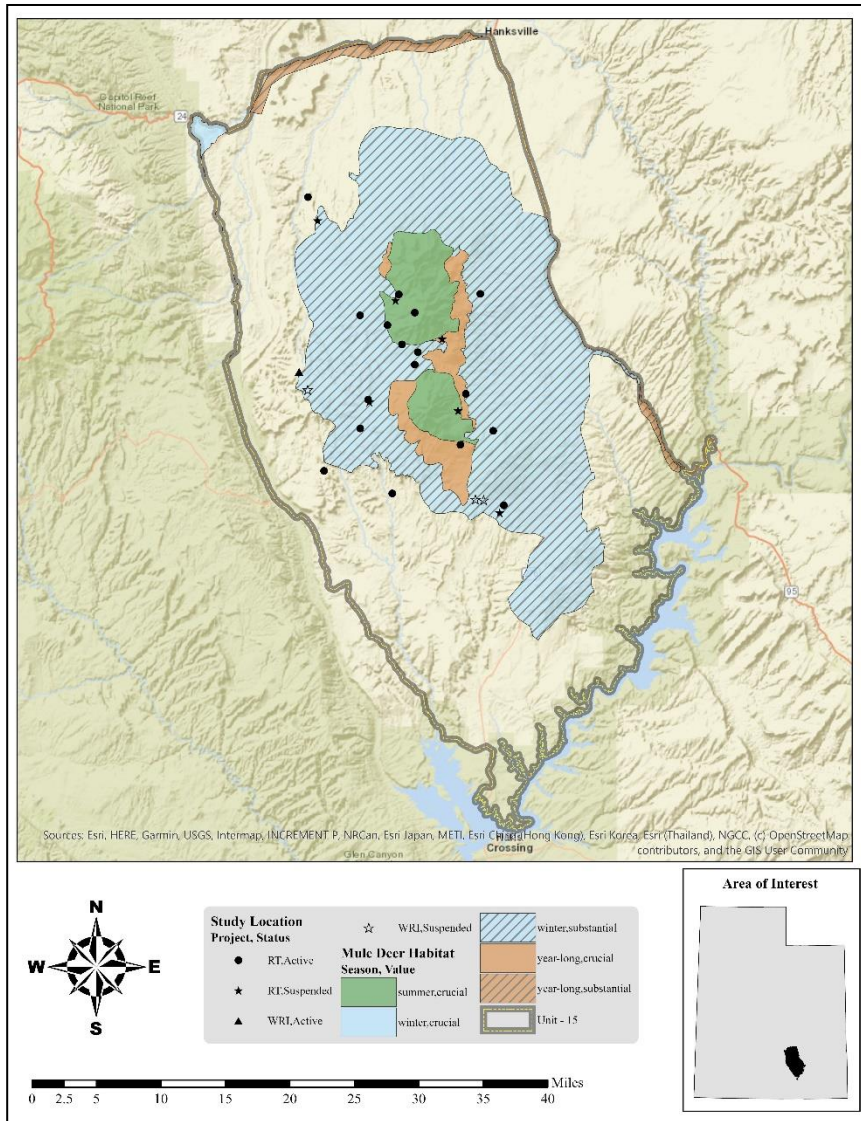 Hanksville
Capitol Reef
National Park
24
95
Sources: Esri, HERE, Garmin, USGS, Intermap, INCREMENT P, NRCan, Esri Japan, METI, Esri China (Hong Kong), Esri Korea, Esri (Thailand), NGCC, (c) OpenStreetMap
contributors, and the GIS User Community
Crossing
Glen Canyon
N
W
E
S
Study Location
Project, Status
RT,Active
RT,Suspended
WRI,Active
WRI,Suspended
Mule Deer Habitat
Season, Value
summer,crucial
winter,crucial
winter,substantial
year-long,crucial
year-long,substantial
Unit - 15
Miles
0 2.5 5 10 15 20 25 30 35 40
Area of Interest